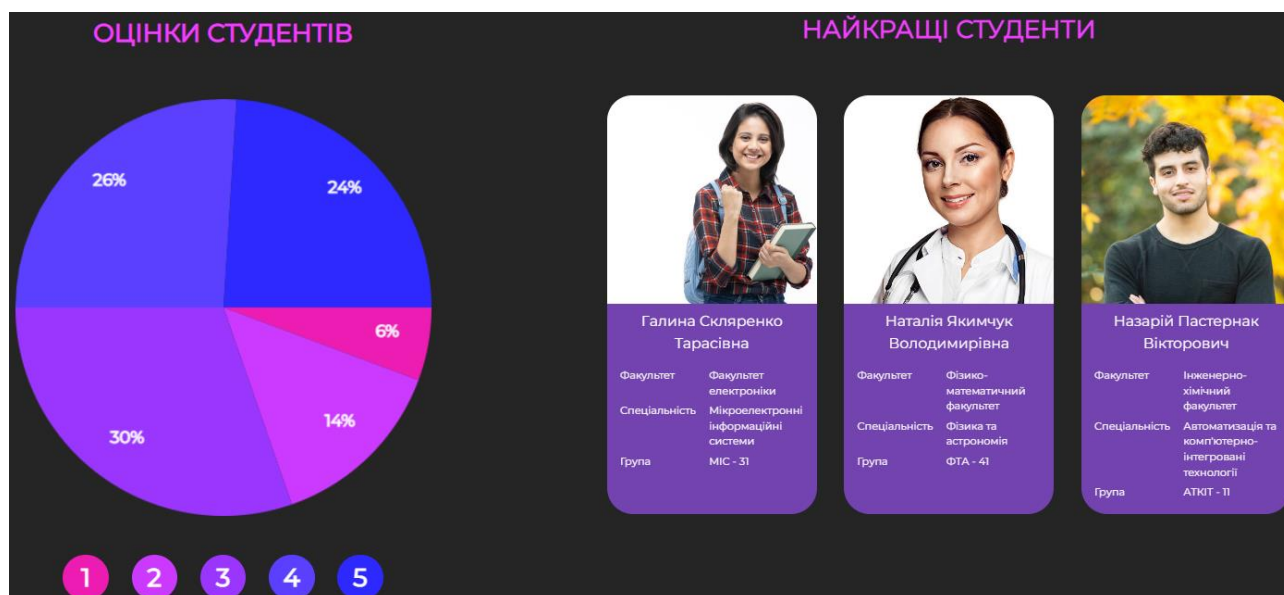 ОЦІНКИ СТУДЕНТІВ
26%
24%
6%
14%
30%
1 2 3 4 5
НАЙКРАЩІ СТУДЕНТИ
Галина Скляренко
Тарасівна
Факультет Факультет
електроніки
Спеціальність Мікроелектронні
інформаційні
системи
Група МІС - 31
Наталія Якимчук
Володимирівна
Факультет Фізико-
математичний
факультет
Спеціальність Фізика та
астрономія
Група ФТА - 41
Назарій Пастернак
Вікторович
Факультет Інженерно-
хімічний
факультет
Спеціальність Автоматизація та
комп'ютерно-
інтегровані
технології
Група АТКІТ - 11